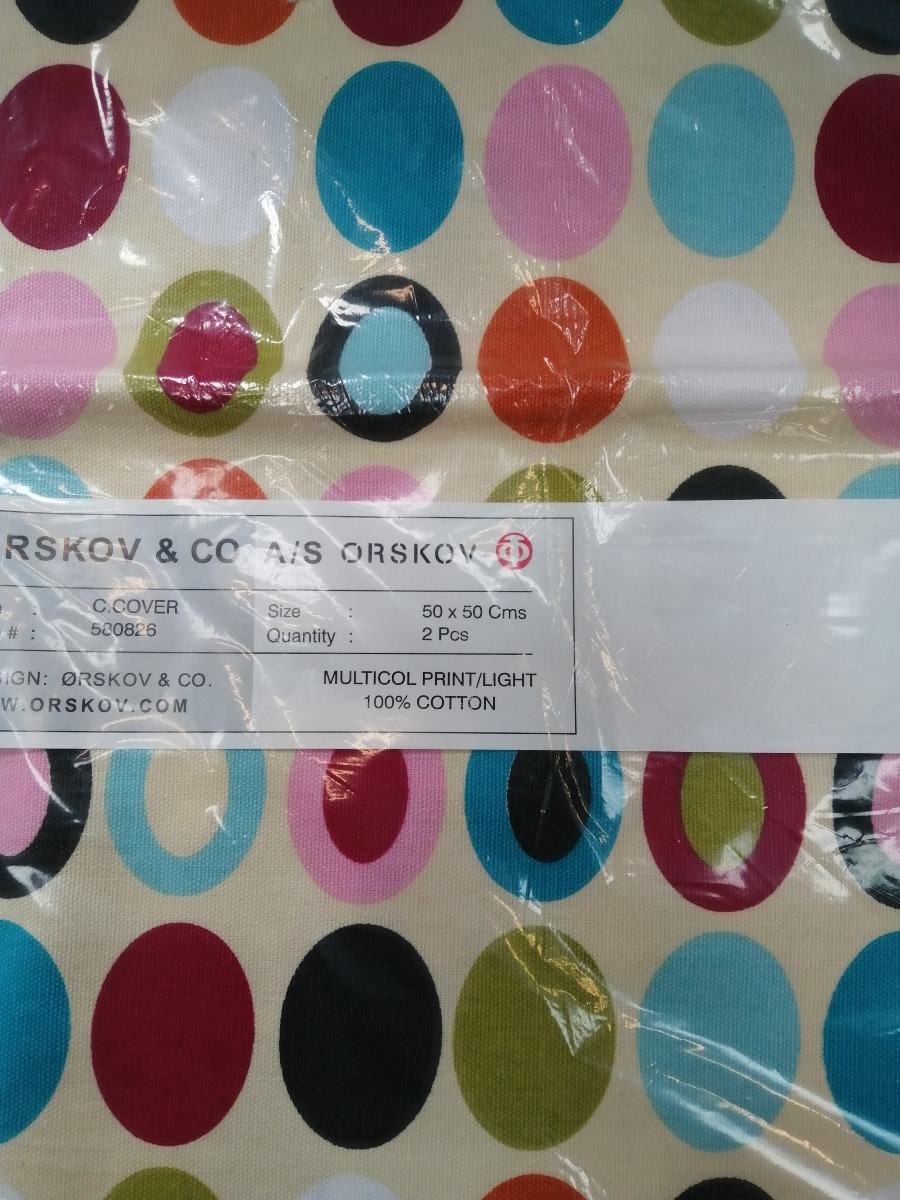 RSKOV & CO A/S ORSKOV
: C.COVER
# : 580826
Size : 50 x 50 Cms
Quantity : 2 Pcs
IGN: ØRSKOV & CO.
W.ORSKOV.COM
MULTICOL PRINT/LIGHT
100% COTTON